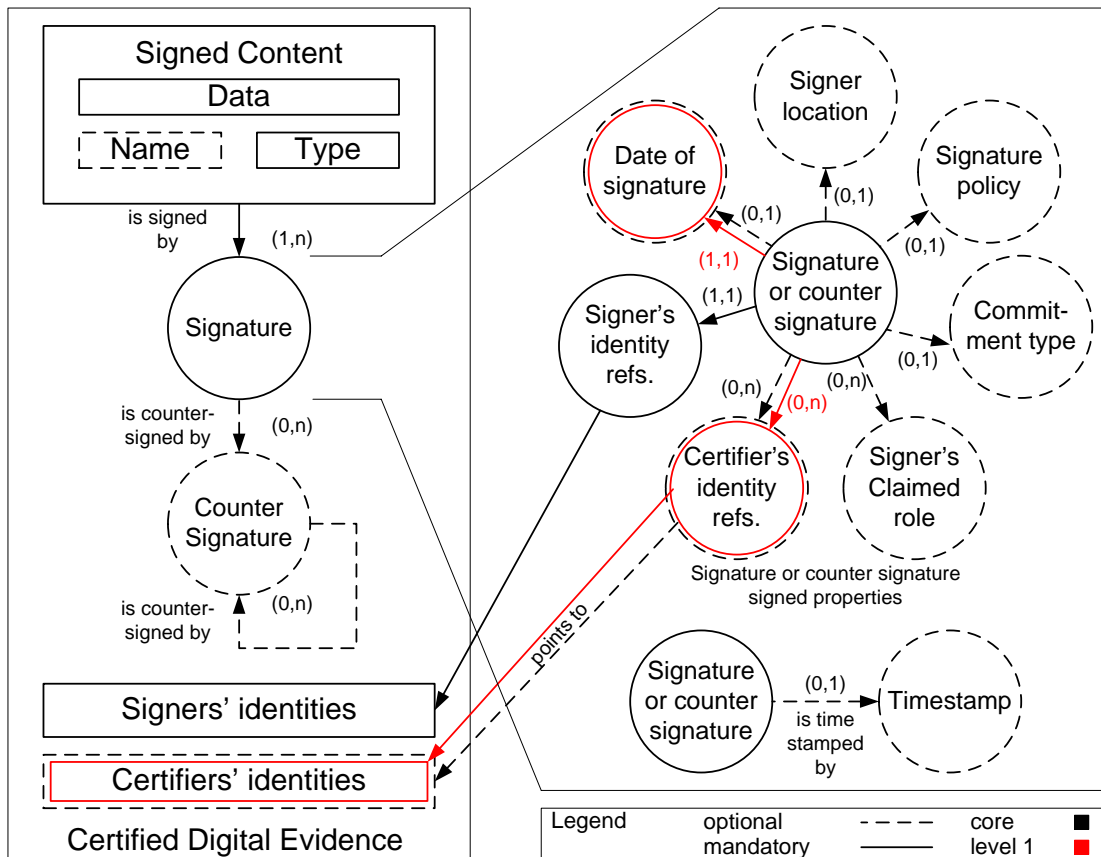 Signed Content
Data
Name
Type
is signed
by
(1,n)
Signature
is counter-
signed by
(0,n)
Counter
Signature
is counter-
signed by
(0,n)
Signers' identities
Certifiers' identities
Certified Digital Evidence
Signer
location
Date of
signature
Signature
policy
(0,1)
(0,1)
(0,1)
(1,1)
Signature
or counter
signature
(1,1)
Signer's
identity
refs.
Commit-
ment type
(0,1)
(0,n)
(0,n)
(0,n)
Certifier's
identity
refs.
Signer's
Claimed
role
Signature or counter signature
signed properties
points to
Signature
or counter
signature
(0,1)
is time
stamped
by
Timestamp
Legend
optional
core
mandatory
level 1